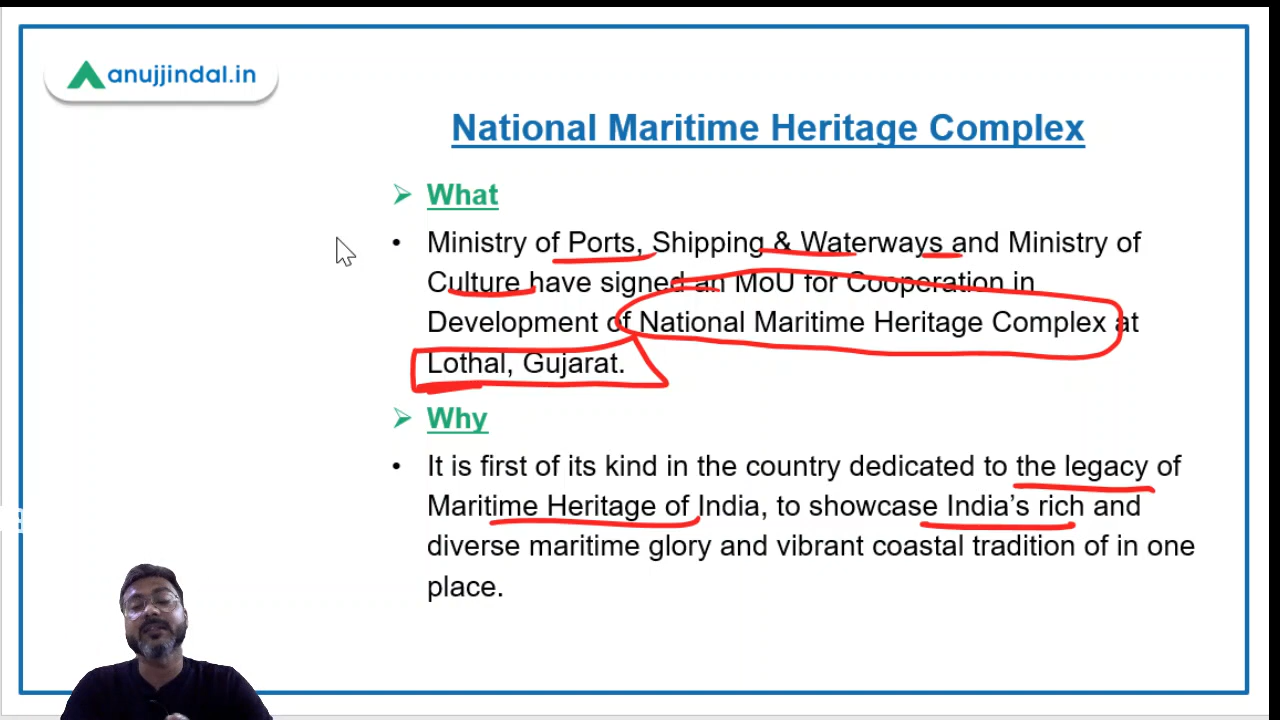 anujjindal.in
National Maritime Heritage Complex
What
Ministry of Ports, Shipping & Waterways and Ministry of
Culture have signed an MoU for Cooperation in
Development of National Maritime Heritage Complex at
Lothal, Gujarat.
Why
It is first of its kind in the country dedicated to the legacy of
Maritime Heritage of India, to showcase India’s rich and
diverse maritime glory and vibrant coastal tradition of in one
place.